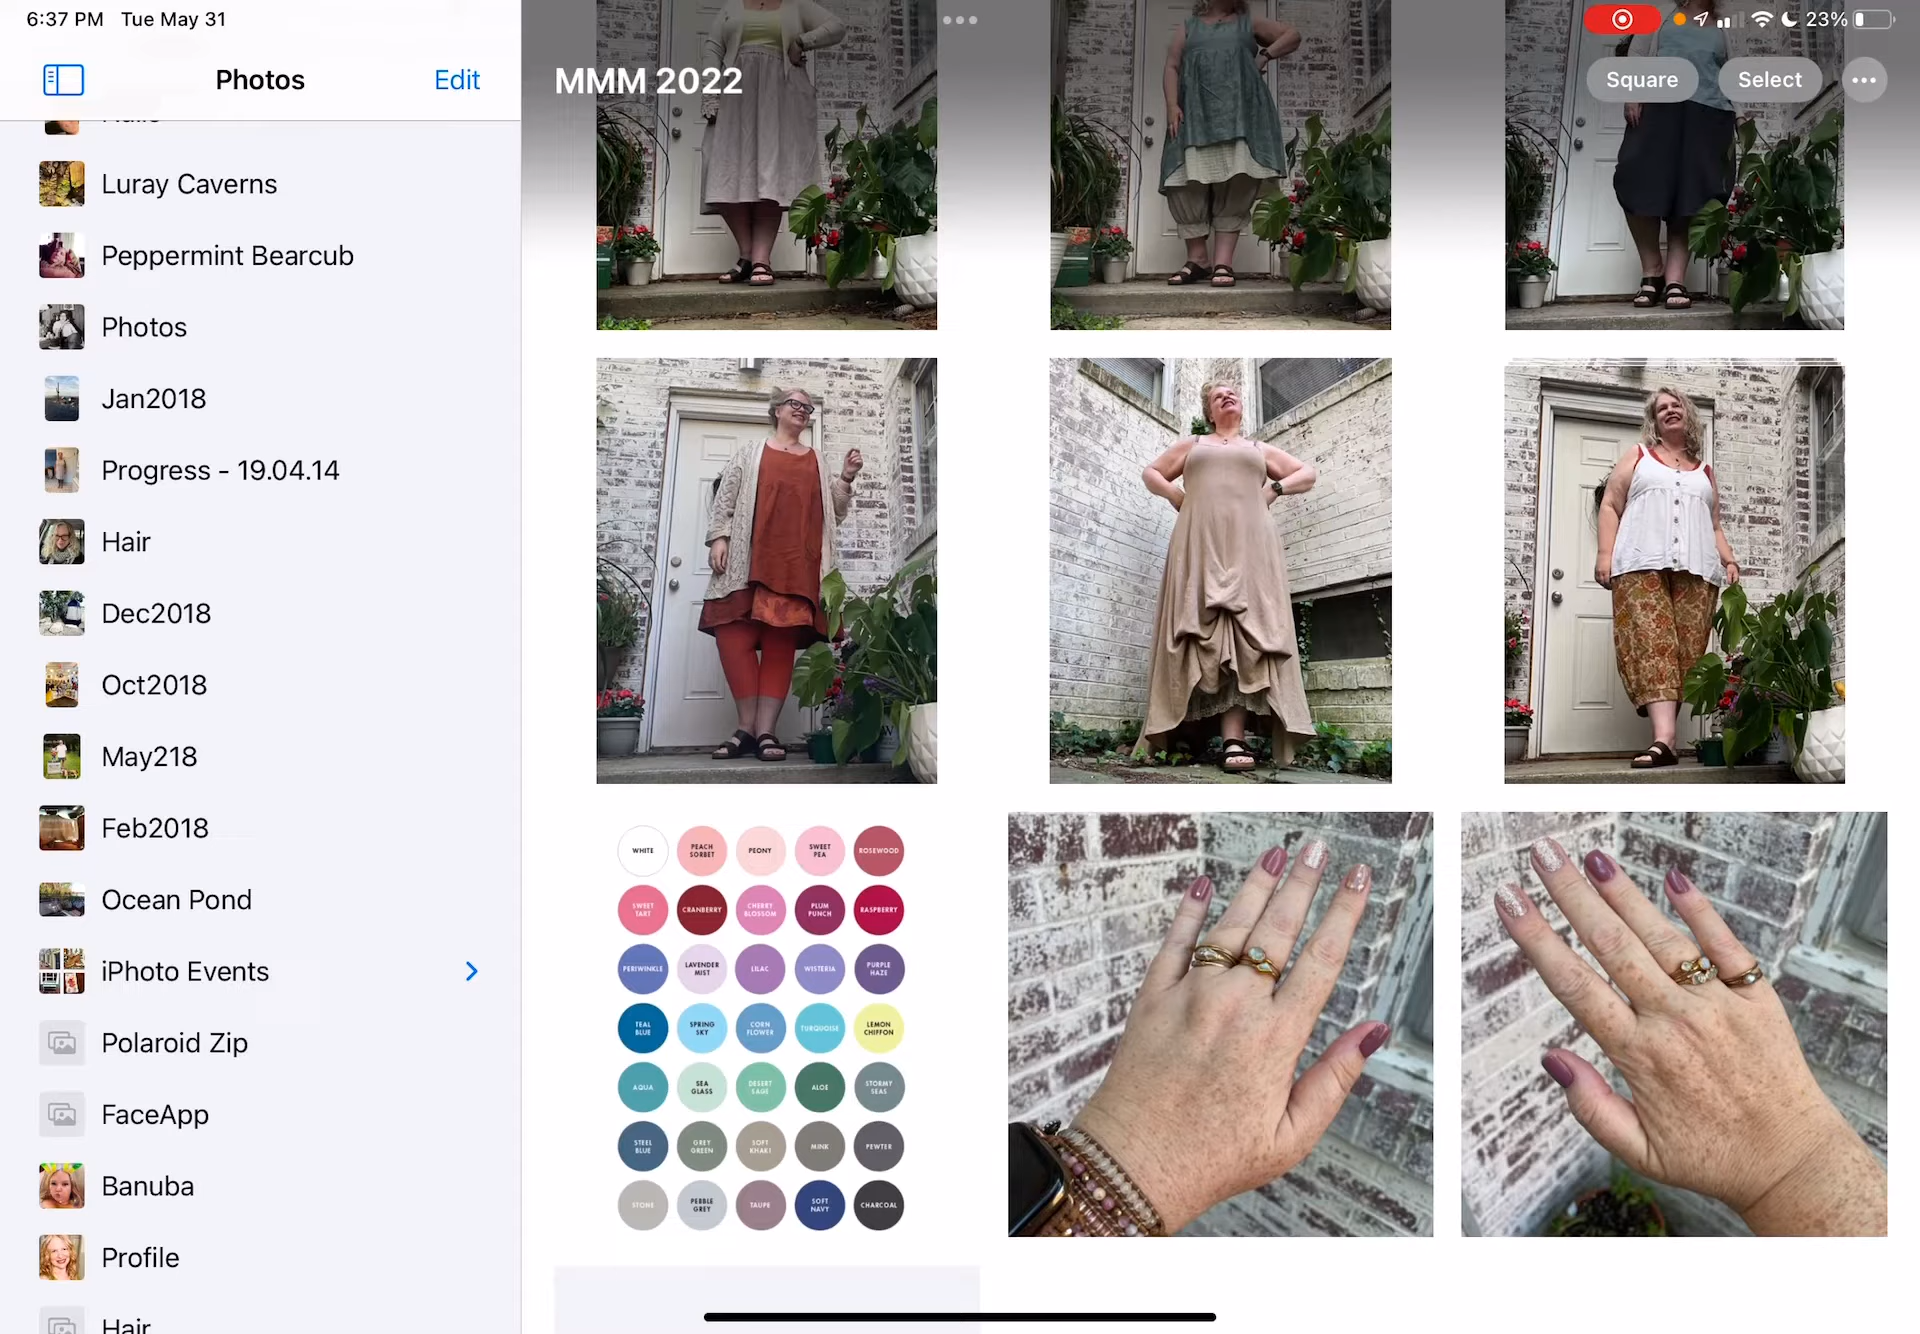 6:37 PM Tue May 31
23%
Photos
Edit
MMM 2022
Square
Select
Luray Caverns
Peppermint Bearcub
Photos
Jan2018
Progress - 19.04.14
Hair
Dec2018
Oct2018
May218
Feb2018
Ocean Pond
iPhoto Events
Polaroid Zip
FaceApp
Banuba
Profile
Hair
WHITE
PEACH
SORBET
PEONY
SWEET
PEA
ROSEWOOD
SWEET
TART
CRANBERRY
CHERRY
BLOSSOM
PLUM
PUNCH
RASPBERRY
PERIWINKLE
LAVENDER
MIST
LILAC
WISTERIA
PURPLE
HAZE
TEAL
BLUE
SPRING
SKY
CORN
FLOWER
TURQUOISE
LEMON
CHIFFON
AQUA
SEA
GLASS
DESERT
SAGE
ALOE
STORMY
SEAS
STEEL
BLUE
GREY
GREEN
SOFT
KHAKI
MINK
PEWTER
STONE
PEBBLE
GREY
TAUPE
SOFT
NAVY
CHARCOAL